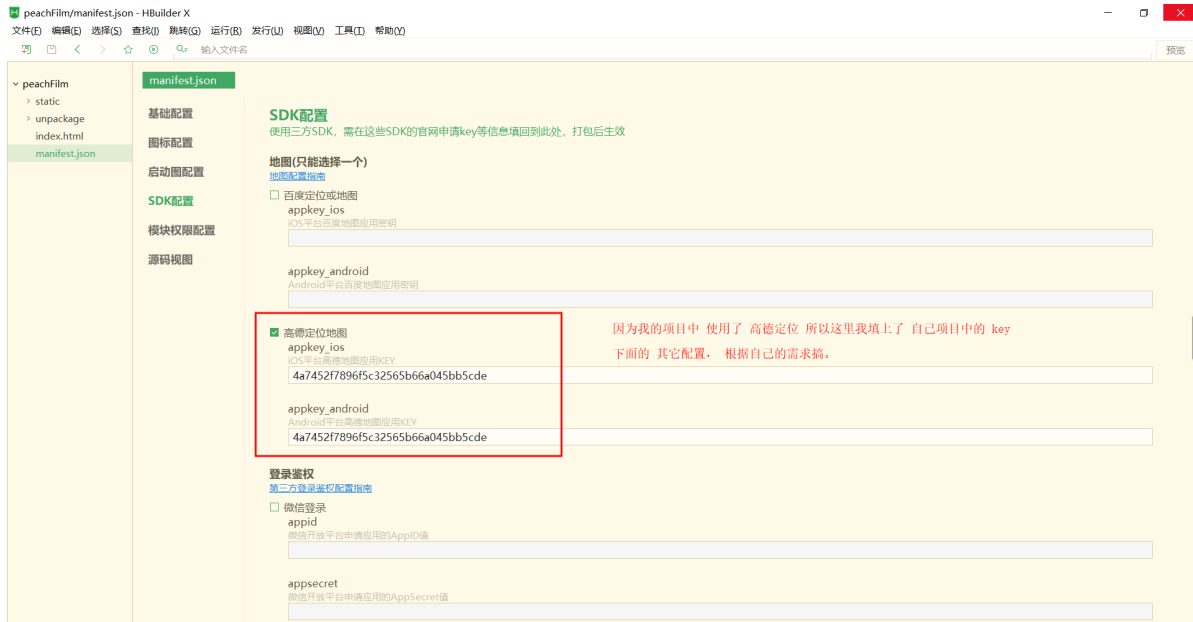 peachFilm/manifest.json - HBuilder X
文件(F) 编辑(E) 选择(S) 查找(I) 跳转(G) 运行(R) 发行(U) 视图(V) 工具(T) 帮助(Y)
输入文件名
预览
peachFilm
static
unpackage
index.html
manifest.json
manifest.json
基础配置
图标配置
启动图配置
SDK配置
模块权限配置
源码视图
SDK配置
使用三方SDK，需在这些SDK的官网申请key等信息填回到此处，打包后生效
地图(只能选择一个)
地图配置指南
百度定位或地图
appkey_ios
iOS平台百度地图应用密钥
appkey_android
Android平台百度地图应用密钥
高德定位地图
appkey_ios
iOS平台高德地图应用KEY
4a7452f7896f5c32565b66a045bb5cde
appkey_android
Android平台高德地图应用KEY
4a7452f7896f5c32565b66a045bb5cde
因为我的项目中 使用了 高德定位 所以这里我填上了 自己项目中的 key
下面的 其它配置， 根据自己的需求搞。
登录鉴权
第三方登录鉴权配置指南
微信登录
appid
微信开放平台申请应用的AppID值
appsecret
微信开放平台申请应用的AppSecret值